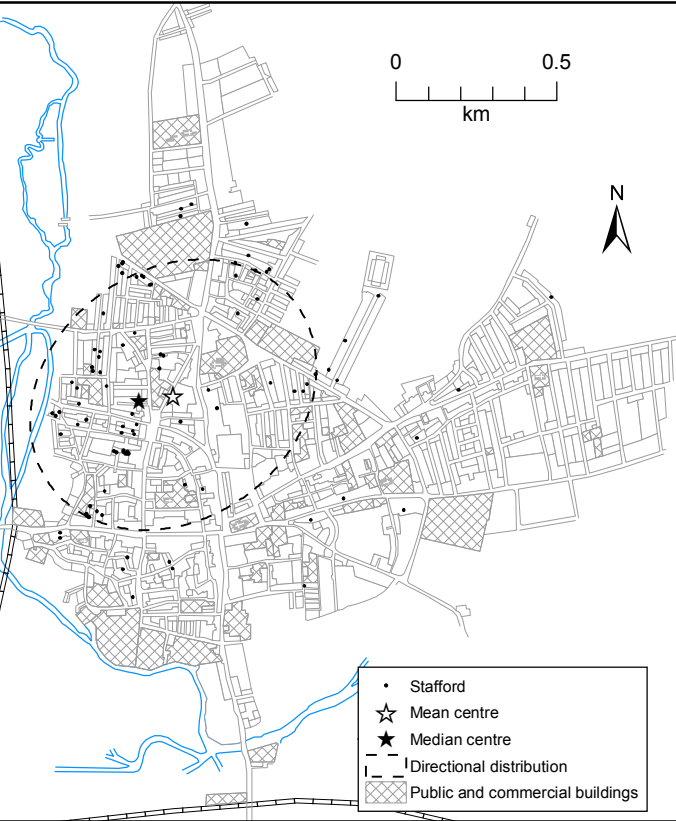 0 0.5
km
N
Stafford
Mean centre
Median centre
Directional distribution
Public and commercial buildings